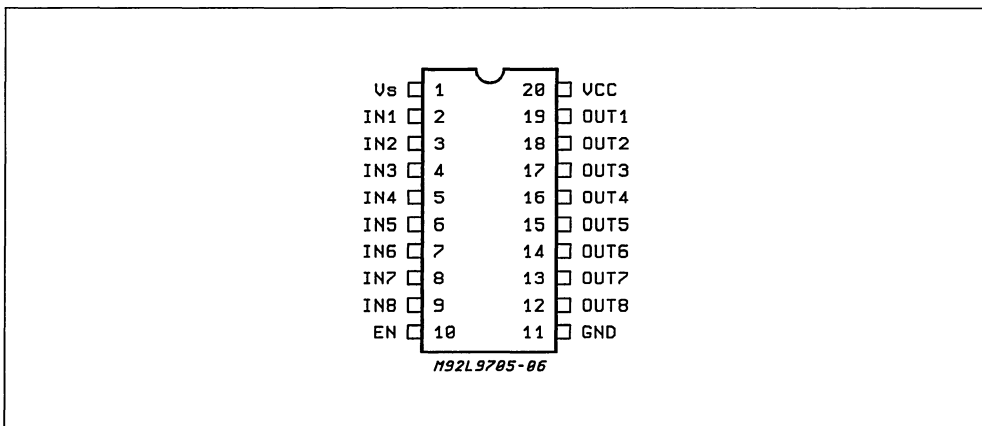 Vs 1 20 VCC
IN1 2 19 OUT1
IN2 3 18 OUT2
IN3 4 17 OUT3
IN4 5 16 OUT4
IN5 6 15 OUT5
IN6 7 14 OUT6
IN7 8 13 OUT7
IN8 9 12 OUT8
EN 10 11 GND
M92L9705-06